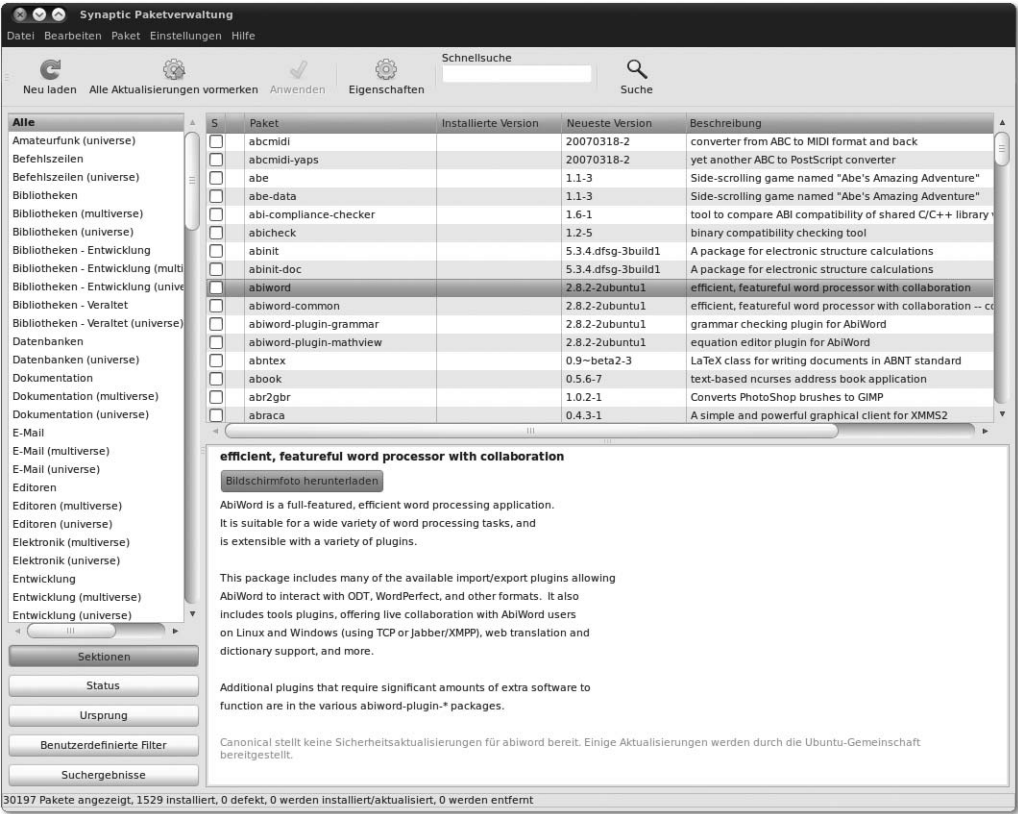 Synaptic Paketverwaltung
Datei Bearbeiten Paket Einstellungen Hilfe
Neu laden Alle Aktualisierungen vormerken Anwenden Eigenschaften Schnellsuche Suche
Alle
Amateurfunk (universe)
Befehlszeilen
Befehlszeilen (universe)
Bibliotheken
Bibliotheken (multiverse)
Bibliotheken (universe)
Bibliotheken - Entwicklung
Bibliotheken - Entwicklung (multi
Bibliotheken - Entwicklung (unive
Bibliotheken - Veraltet
Bibliotheken - Veraltet (universe)
Datenbanken
Datenbanken (universe)
Dokumentation
Dokumentation (multiverse)
Dokumentation (universe)
E-Mail
E-Mail (multiverse)
E-Mail (universe)
Editoren
Editoren (multiverse)
Editoren (universe)
Elektronik (multiverse)
Elektronik (universe)
Entwicklung
Entwicklung (multiverse)
Entwicklung (universe)
Sektionen
Status
Ursprung
Benutzerdefinierte Filter
Suchergebnisse
S Paket Installierte Version Neueste Version Beschreibung
abcmidi 20070318-2 converter from ABC to MIDI format and back
abcmidi-yaps 20070318-2 yet another ABC to PostScript converter
abe 1.1-3 Side-scrolling game named "Abe's Amazing Adventure"
abe-data 1.1-3 Side-scrolling game named "Abe's Amazing Adventure"
abi-compliance-checker 1.6-1 tool to compare ABI compatibility of shared C/C++ library
abicheck 1.2-5 binary compatibility checking tool
abinit 5.3.4.dfsg-3build1 A package for electronic structure calculations
abinit-doc 5.3.4.dfsg-3build1 A package for electronic structure calculations
abiword 2.8.2-2ubuntu1 efficient, featureful word processor with collaboration
abiword-common 2.8.2-2ubuntu1 efficient, featureful word processor with collaboration -- co
abiword-plugin-grammar 2.8.2-2ubuntu1 grammar checking plugin for AbiWord
abiword-plugin-mathview 2.8.2-2ubuntu1 equation editor plugin for AbiWord
abntex 0.9~beta2-3 LaTeX class for writing documents in ABNT standard
abook 0.5.6-7 text-based ncurses address book application
abr2gbr 1.0.2-1 Converts PhotoShop brushes to GIMP
abraca 0.4.3-1 A simple and powerful graphical client for XMMS2
efficient, featureful word processor with collaboration
Bildschirmfoto herunterladen
AbiWord is a full-featured, efficient word processing application.
It is suitable for a wide variety of word processing tasks, and
is extensible with a variety of plugins.
This package includes many of the available import/export plugins allowing
AbiWord to interact with ODT, WordPerfect, and other formats. It also
includes tools plugins, offering live collaboration with AbiWord users
on Linux and Windows (using TCP or Jabber/XMPP), web translation and
dictionary support, and more.
Additional plugins that require significant amounts of extra software to
function are in the various abiword-plugin-* packages.
Canonical stellt keine Sicherheitsaktualisierungen für abiword bereit. Einige Aktualisierungen werden durch die Ubuntu-Gemeinschaft
bereitgestellt.
30197 Pakete angezeigt, 1529 installiert, 0 defekt, 0 werden installiert/aktualisiert, 0 werden entfernt